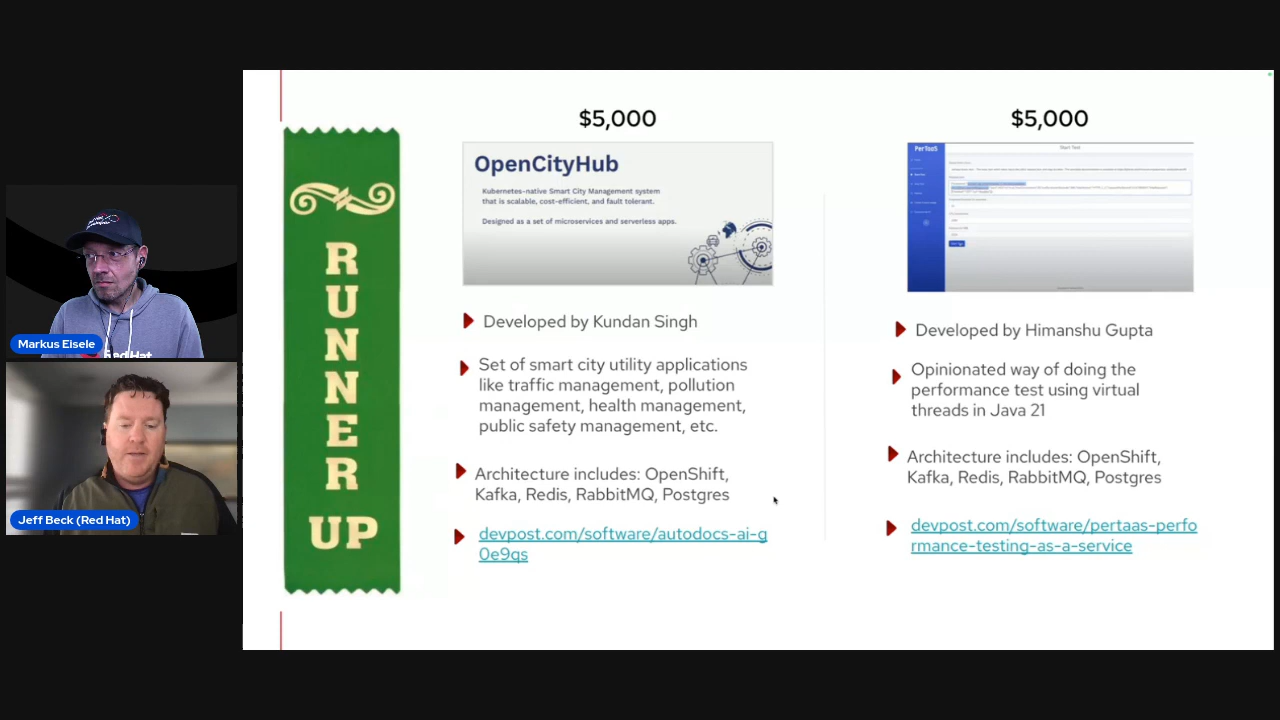 $5,000
OpenCityHub
Kubernetes-native Smart City Management system
that is scalable, cost-efficient, and fault tolerant.
Designed as a set of microservices and serverless apps.
Developed by Kundan Singh
Set of smart city utility applications
like traffic management, pollution
management, health management,
public safety management, etc.
Architecture includes: OpenShift,
Kafka, Redis, RabbitMQ, Postgres
devpost.com/software/autodocs-ai-g
0e9qs
$5,000
PerTaaS
Start Test
Developed by Himanshu Gupta
Opinionated way of doing the
performance test using virtual
threads in Java 21
Architecture includes: OpenShift,
Kafka, Redis, RabbitMQ, Postgres
devpost.com/software/pertaas-perfo
rmance-testing-as-a-service
RUNNER
UP
Markus Eisele
Red Hat
Jeff Beck (Red Hat)